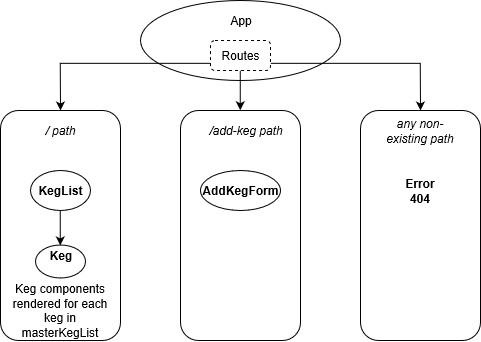 App
Routes
/ path
KegList
Keg
Keg components
rendered for each
keg in
masterKegList
/add-keg path
AddKegForm
any non-
existing path
Error
404